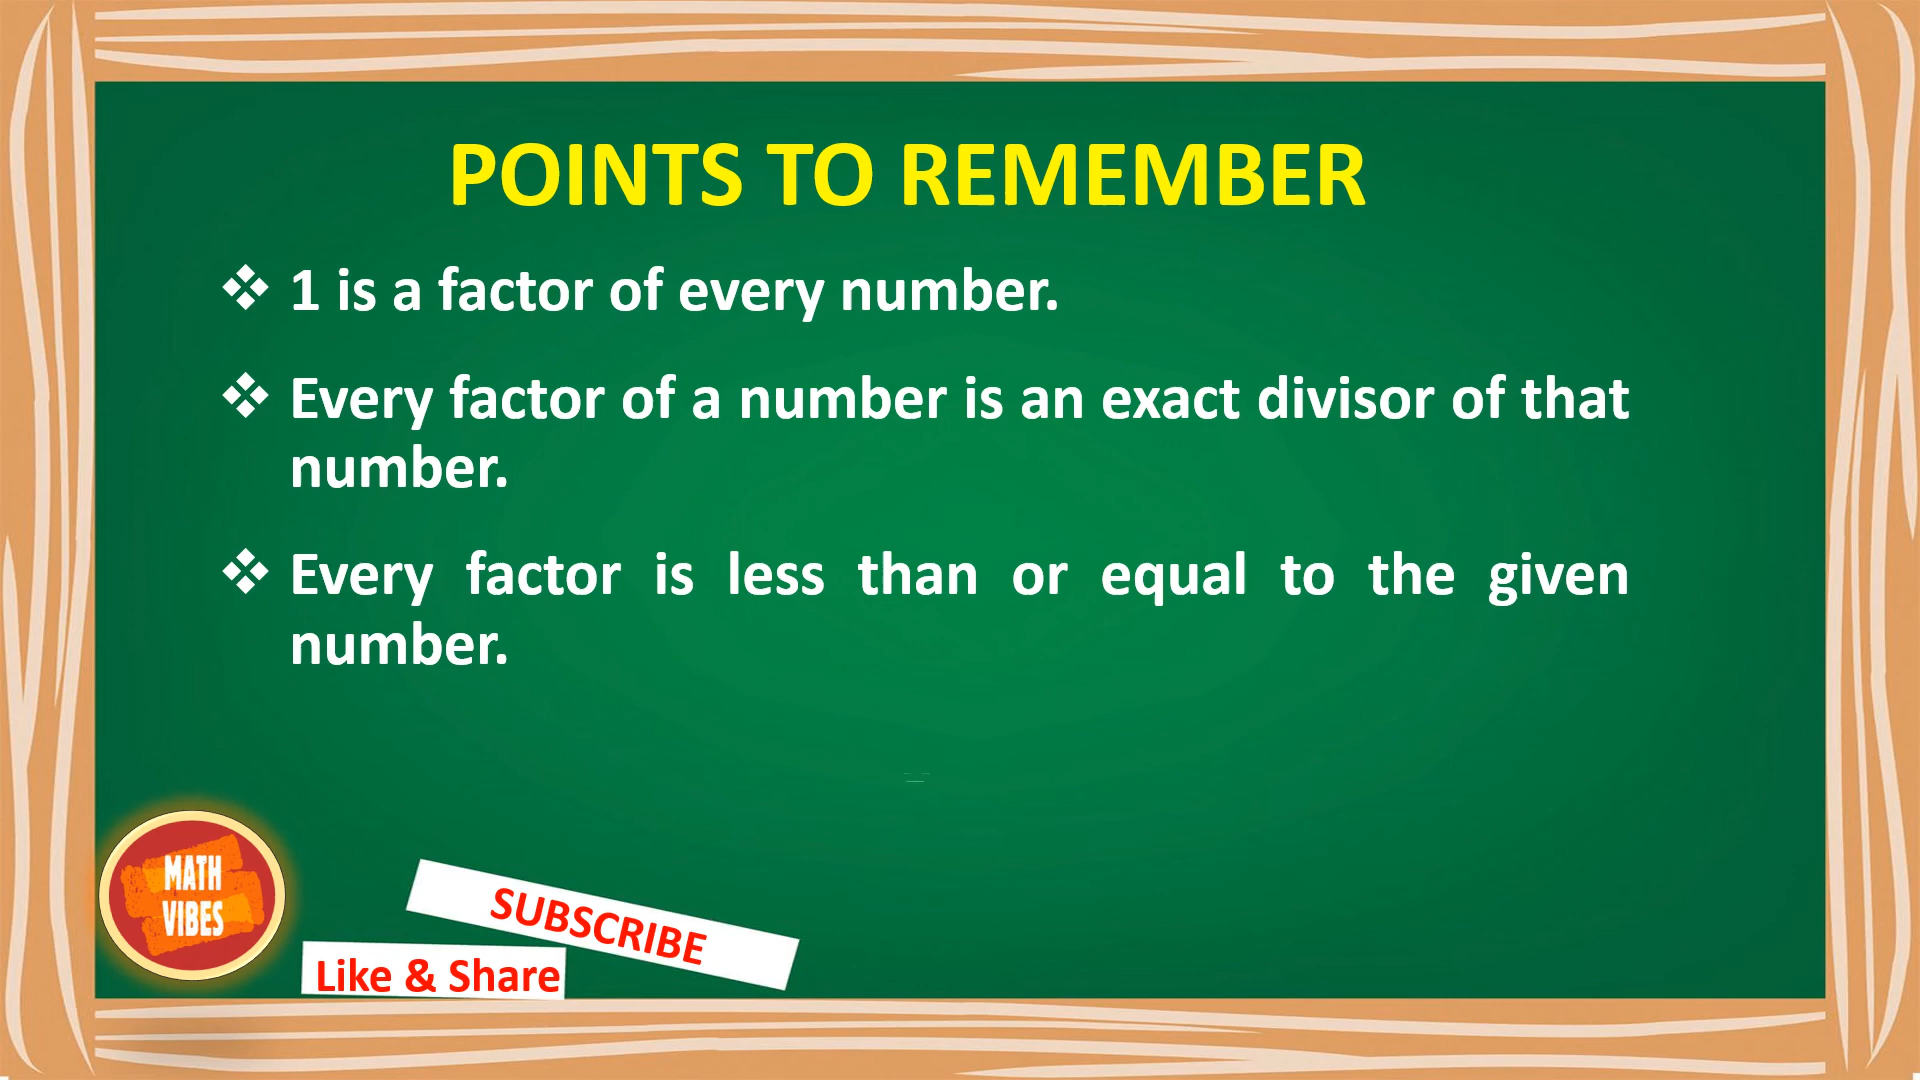 POINTS TO REMEMBER
❖ 1 is a factor of every number.
❖ Every factor of a number is an exact divisor of that
number.
❖ Every factor is less than or equal to the given
number.
MATH
VIBES
SUBSCRIBE
Like & Share